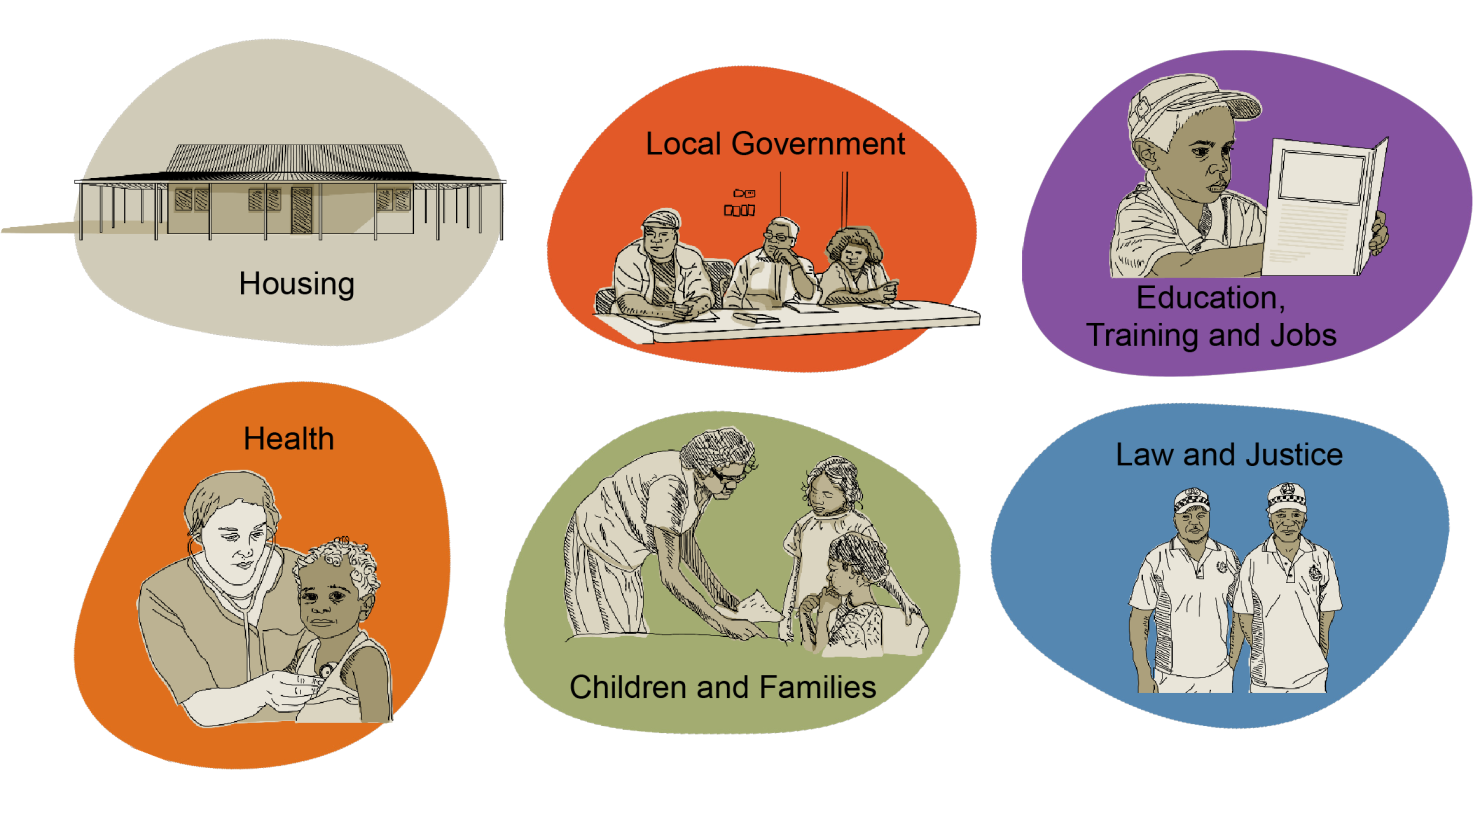 Housing
Local Government
Education,
Training and Jobs
Health
Children and Families
Law and Justice